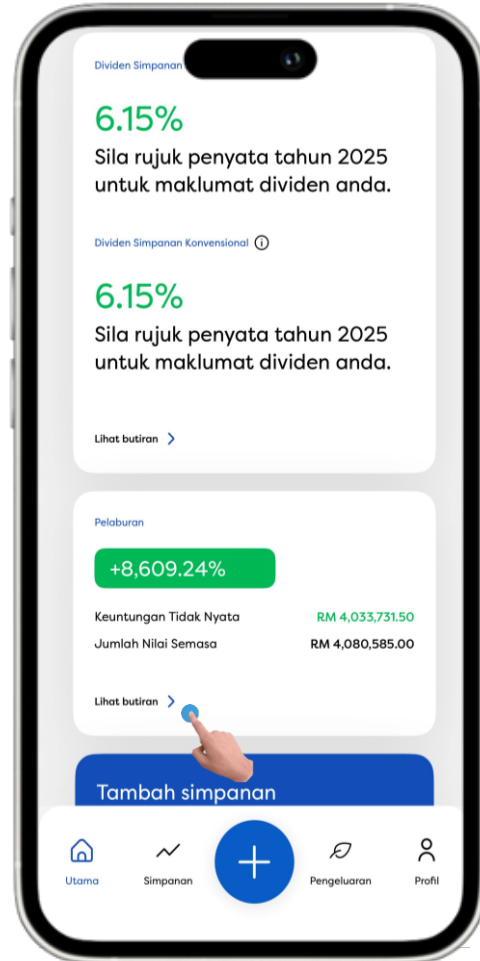 Dividen Simpanan
6.15%
Sila rujuk penyata tahun 2025
untuk maklumat dividen anda.
Dividen Simpanan Konvensional
6.15%
Sila rujuk penyata tahun 2025
untuk maklumat dividen anda.
Lihat butiran
Pelaburan
+8,609.24%
Keuntungan Tidak Nyata RM 4,033,731.50
Jumlah Nilai Semasa RM 4,080,585.00
Lihat butiran
Tambah simpanan
Utama Simpanan Pengeluaran Profil